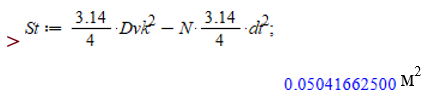 > St := 3.14/4 · Dvk² − N · 3.14/4 · dt²;
0.05041662500 м²